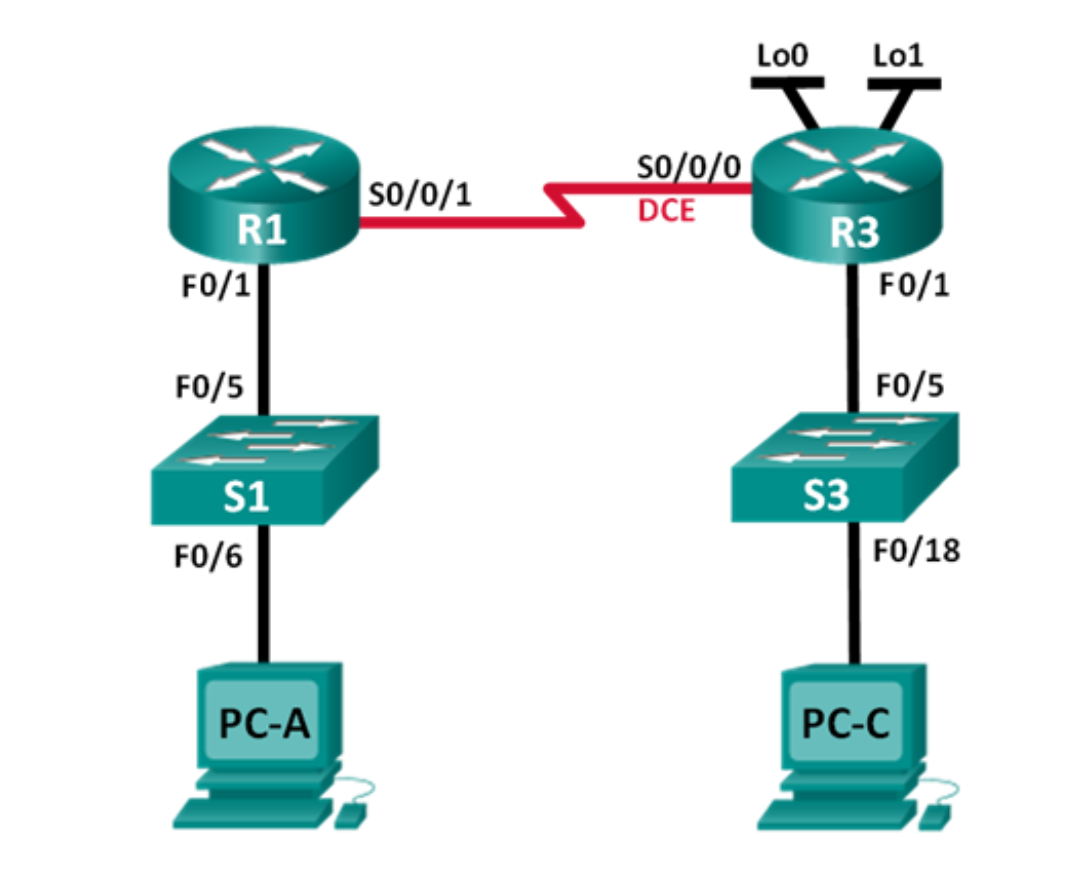 Lo0 Lo1
S0/0/0
S0/0/1
DCE
R1
R3
F0/1
F0/1
F0/5
F0/5
S1
S3
F0/6
F0/18
PC-A
PC-C